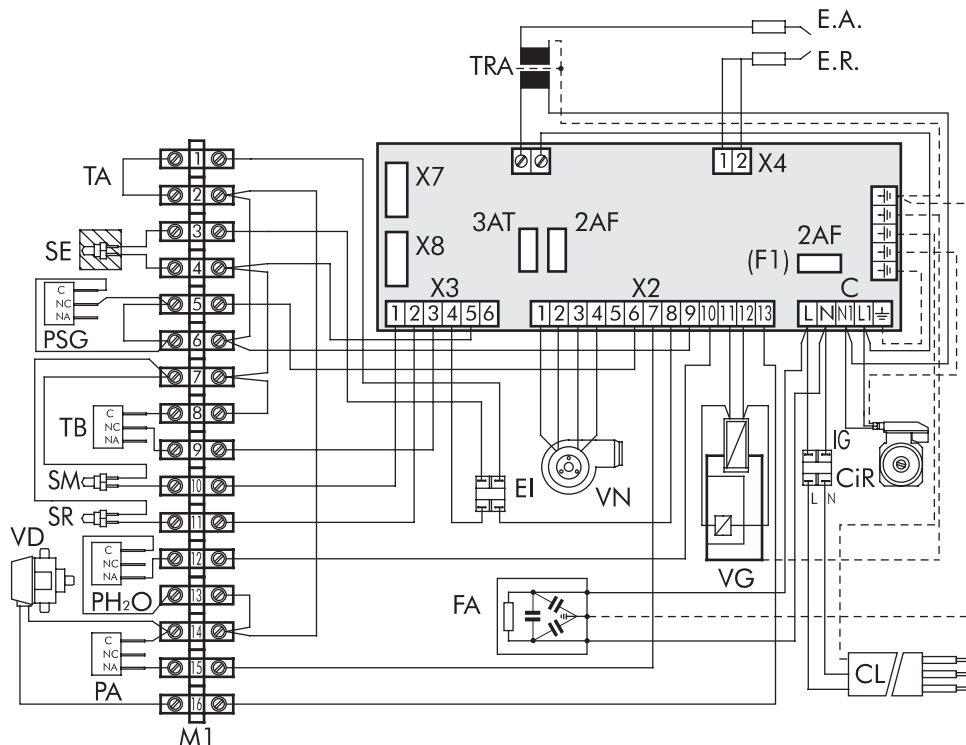 E.A.
TRA
E.R.
1 2 X4
TA
1
2
X7
3AT
2AF
X8
2AF
(F1)
SE
3
4
C
NC
NA
PSG
5
6
X3
1 2 3 4 5 6
X2
1 2 3 4 5 6 7 8 9 10 11 12 13
C
L N N1 L1
7
C
NC
NA
TB
8
9
SM
10
SR
11
EI
VN
VG
IG
CiR
L N
VD
C
NC
NA
PH2O
12
13
FA
14
C
NC
NA
PA
15
16
CL
M1